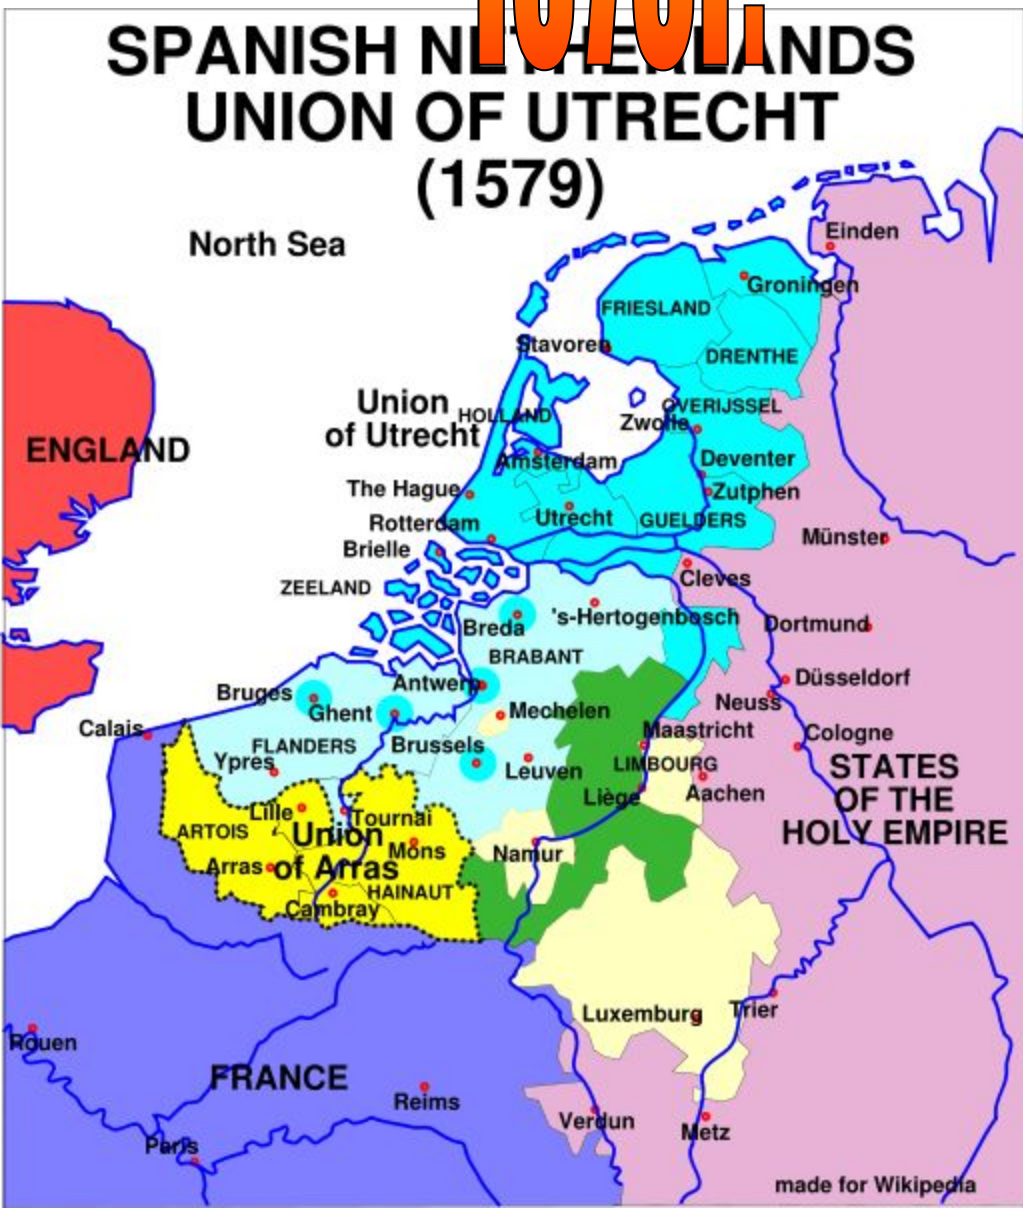 SPANISH NETHERLANDS
UNION OF UTRECHT
(1579)
North Sea
Einden
Groningen
FRIESLAND
Stavoren
DRENTHE
Union
of Utrecht
HOLLAND
OVERIJSSEL
Zwolle
ENGLAND
Amsterdam
Deventer
The Hague
Zutphen
Rotterdam
Utrecht
GUELDERS
Brielle
Münster
Cleves
ZEELAND
's-Hertogenbosch
Breda
Dortmund
BRABANT
Antwerp
Düsseldorf
Bruges
Neuss
Ghent
Mechelen
Calais
Maastricht
Cologne
FLANDERS
Brussels
Ypres
Leuven
LIMBOURG
STATES
OF THE
HOLY EMPIRE
Liège
Aachen
Lille
Tournai
ARTOIS
Union
of Arras
Mons
Namur
Arras
HAINAUT
Cambray
Luxemburg
Trier
Rouen
FRANCE
Reims
Verdun
Metz
Paris
made for Wikipedia